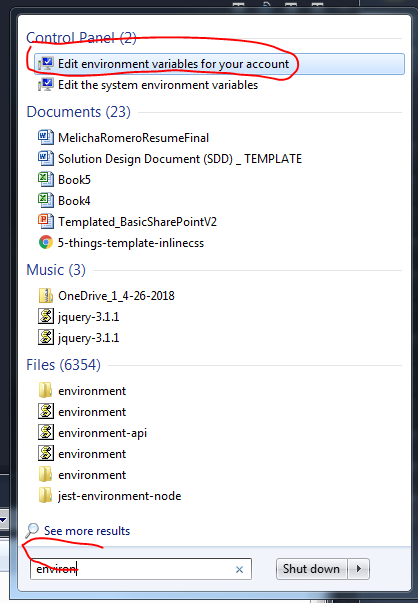 Control Panel (2)
Edit environment variables for your account
Edit the system environment variables
Documents (23)
MelichaRomeroResumeFinal
Solution Design Document (SDD) _ TEMPLATE
Book5
Book4
Templated_BasicSharePointV2
5-things-template-inlinecss
Music (3)
OneDrive_1_4-26-2018
jquery-3.1.1
jquery-3.1.1
Files (6354)
environment
environment
environment-api
environment
environment
jest-environment-node
See more results
environ
Shut down